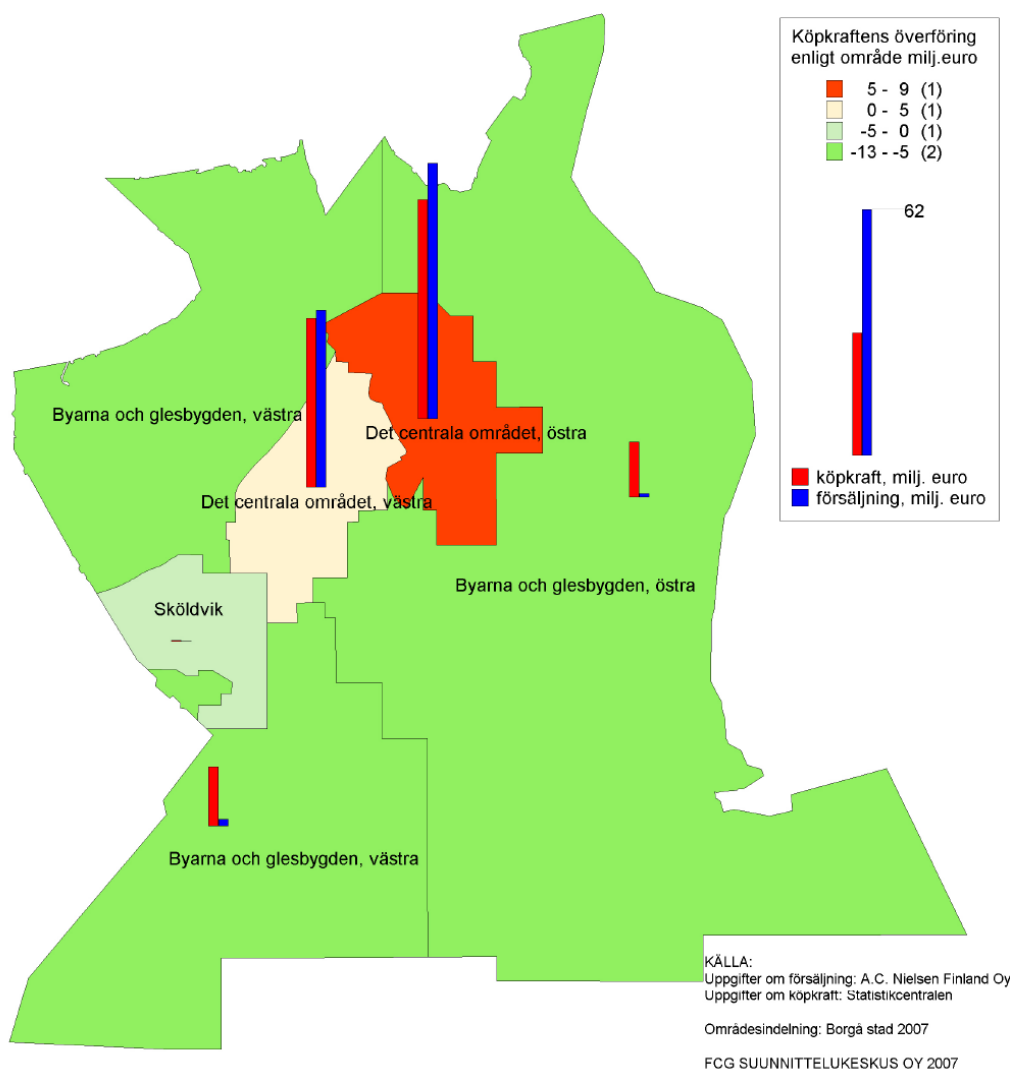 Köpkraftens överföring
enligt område milj.euro
5 - 9 (1)
0 - 5 (1)
-5 - 0 (1)
-13 - -5 (2)
62
köpkraft, milj. euro
försäljning, milj. euro
Byarna och glesbygden, västra
Det centrala området, östra
Det centrala området, västra
Byarna och glesbygden, östra
Sköldvik
Byarna och glesbygden, västra
KÄLLA:
Uppgifter om försäljning: A.C. Nielsen Finland Oy
Uppgifter om köpkraft: Statistikcentralen
Områdesindelning: Borgå stad 2007
FCG SUUNNITTELUKESKUS OY 2007